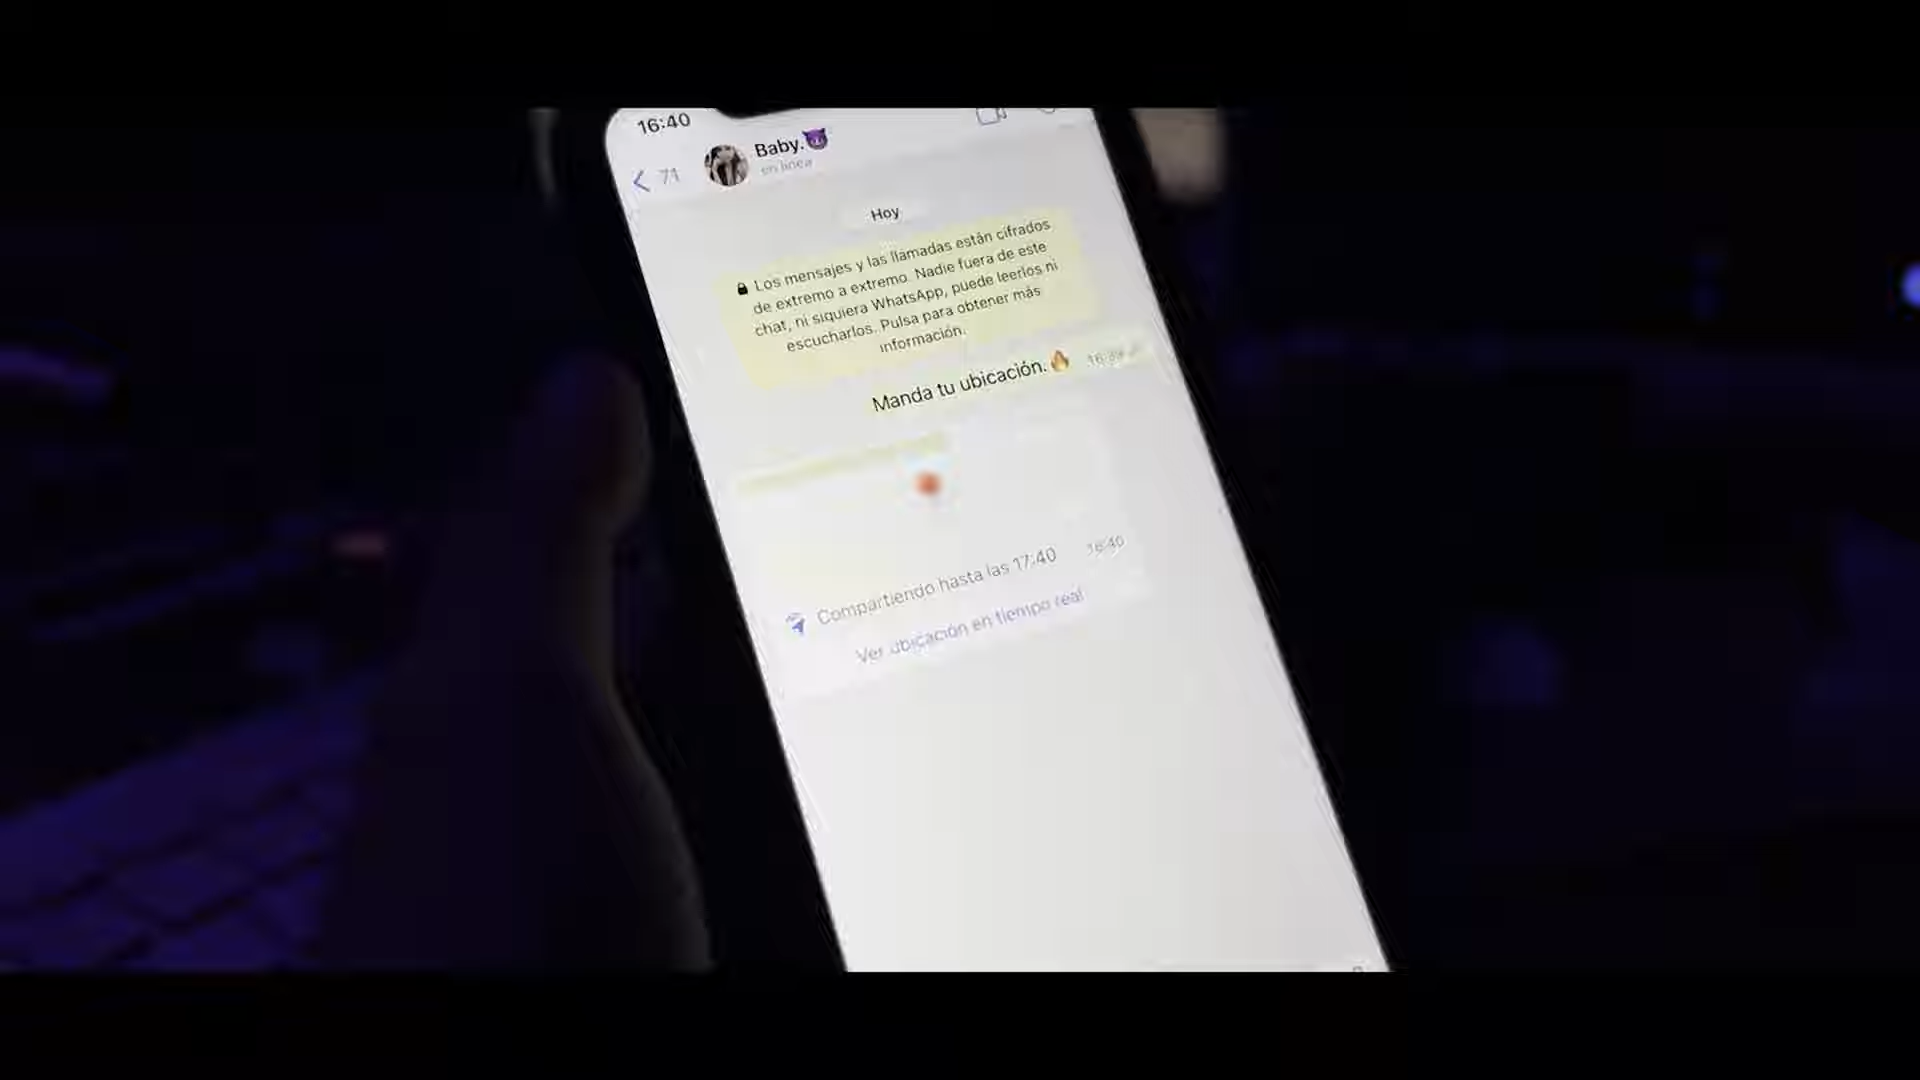 16:40
71
Baby.😈
en línea
Hoy
🔒 Los mensajes y las llamadas están cifrados
de extremo a extremo. Nadie fuera de este
chat, ni siquiera WhatsApp, puede leerlos ni
escucharlos. Pulsa para obtener más
información.
Manda tu ubicación.🔥 16:39
Compartiendo hasta las 17:40 16:40
Ver ubicación en tiempo real